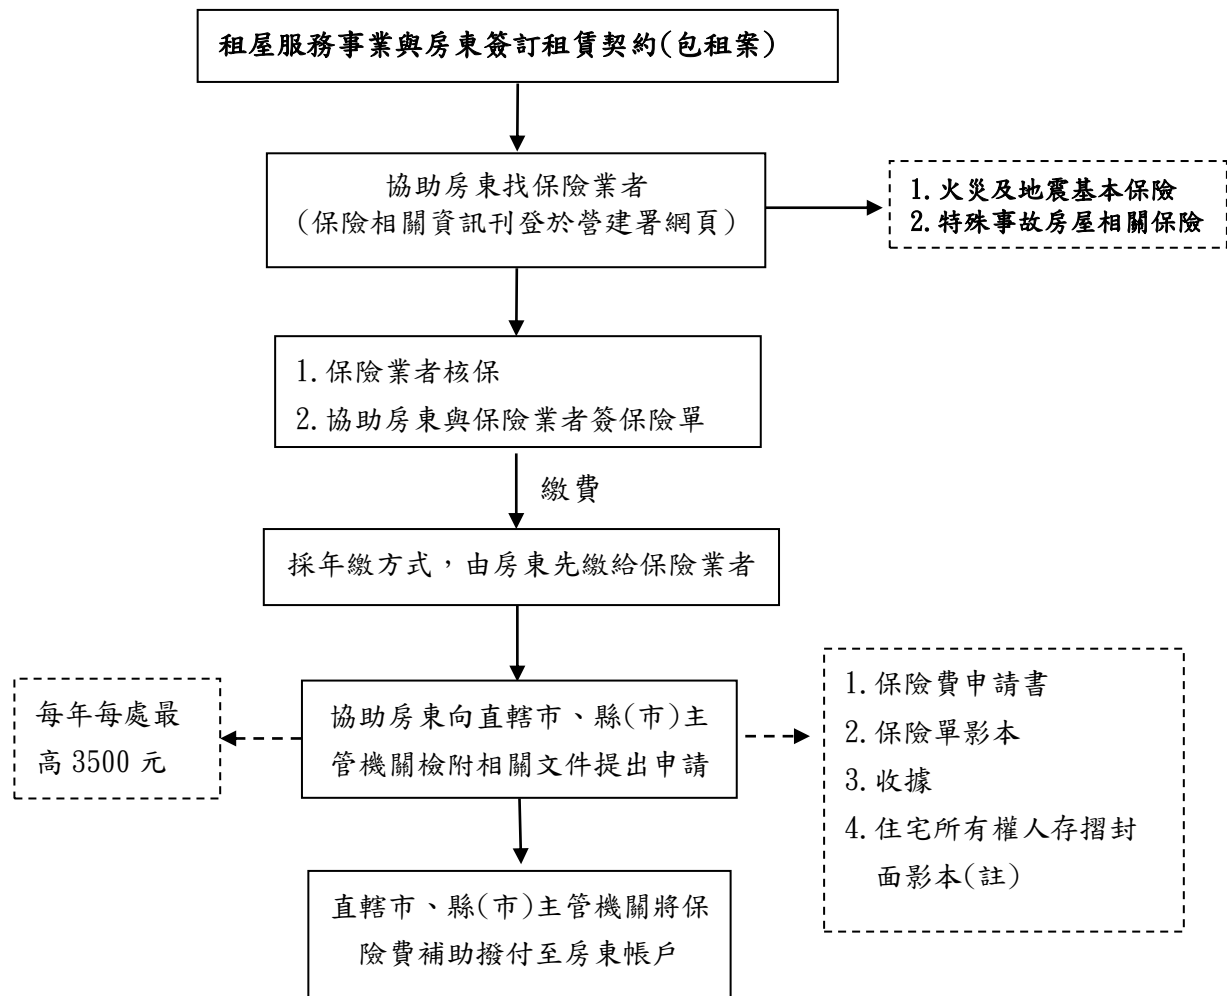 租屋服務事業與房東簽訂租賃契約(包租案)
協助房東找保險業者
(保險相關資訊刊登於營建署網頁)
1.火災及地震基本保險
2.特殊事故房屋相關保險
1.保險業者核保
2.協助房東與保險業者簽保險單
繳費
採年繳方式，由房東先繳給保險業者
每年每處最
高 3500 元
協助房東向直轄市、縣(市)主
管機關檢附相關文件提出申請
1.保險費申請書
2.保險單影本
3.收據
4.住宅所有權人存摺封
面影本(註)
直轄市、縣(市)主管機關將保
險費補助撥付至房東帳戶